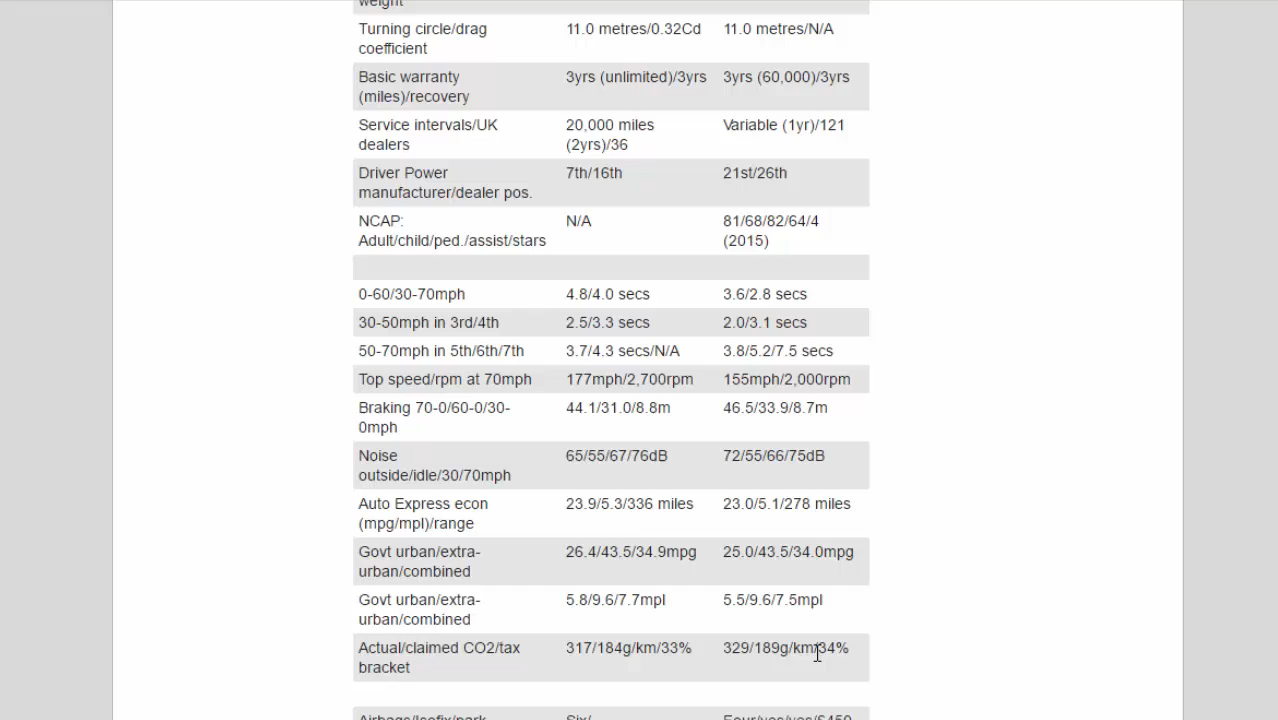 weight
Turning circle/drag 11.0 metres/0.32Cd 11.0 metres/N/A
coefficient
Basic warranty 3yrs (unlimited)/3yrs 3yrs (60,000)/3yrs
(miles)/recovery
Service intervals/UK 20,000 miles Variable (1yr)/121
dealers (2yrs)/36
Driver Power 7th/16th 21st/26th
manufacturer/dealer pos.
NCAP: N/A 81/68/82/64/4
Adult/child/ped./assist/stars (2015)
0-60/30-70mph 4.8/4.0 secs 3.6/2.8 secs
30-50mph in 3rd/4th 2.5/3.3 secs 2.0/3.1 secs
50-70mph in 5th/6th/7th 3.7/4.3 secs/N/A 3.8/5.2/7.5 secs
Top speed/rpm at 70mph 177mph/2,700rpm 155mph/2,000rpm
Braking 70-0/60-0/30- 44.1/31.0/8.8m 46.5/33.9/8.7m
0mph
Noise 65/55/67/76dB 72/55/66/75dB
outside/idle/30/70mph
Auto Express econ 23.9/5.3/336 miles 23.0/5.1/278 miles
(mpg/mpl)/range
Govt urban/extra- 26.4/43.5/34.9mpg 25.0/43.5/34.0mpg
urban/combined
Govt urban/extra- 5.8/9.6/7.7mpl 5.5/9.6/7.5mpl
urban/combined
Actual/claimed CO2/tax 317/184g/km/33% 329/189g/km/34%
bracket
Airbags/Isofix/park Six/ Four/yes/yes/£450